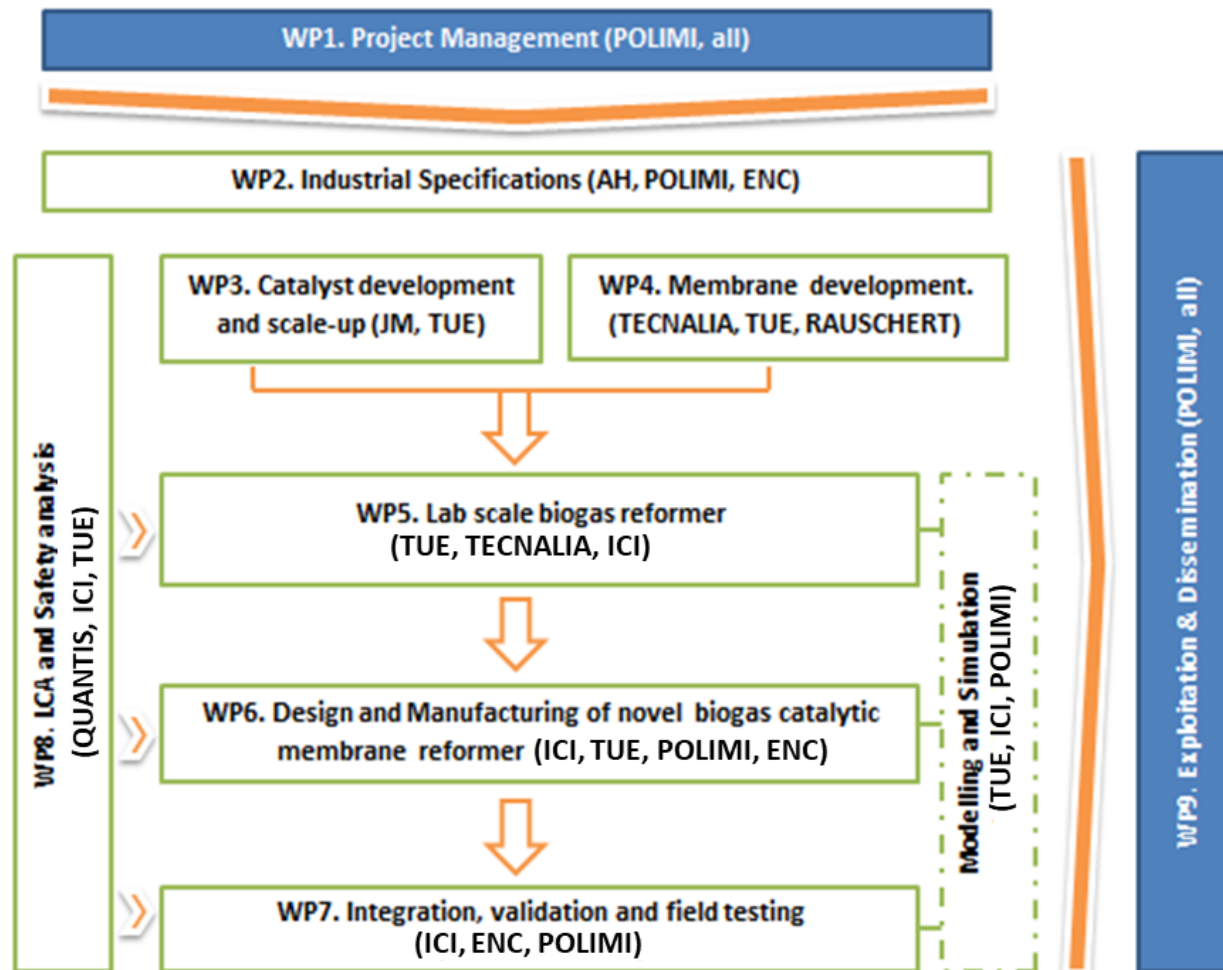 WP1. Project Management (POLIMI, all)
WP2. Industrial Specifications (AH, POLIMI, ENC)
WP3. Catalyst development
and scale-up (JM, TUE)
WP4. Membrane development.
(TECNALIA, TUE, RAUSCHERT)
WP5. Lab scale biogas reformer
(TUE, TECNALIA, ICI)
WP6. Design and Manufacturing of novel biogas catalytic
membrane reformer (ICI, TUE, POLIMI, ENC)
WP7. Integration, validation and field testing
(ICI, ENC, POLIMI)
WP8. LCA and Safety analysis
(QUANTIS, ICI, TUE)
Modelling and Simulation
(TUE, ICI, POLIMI)
WP9. Exploitation & Dissemination (POLIMI, all)